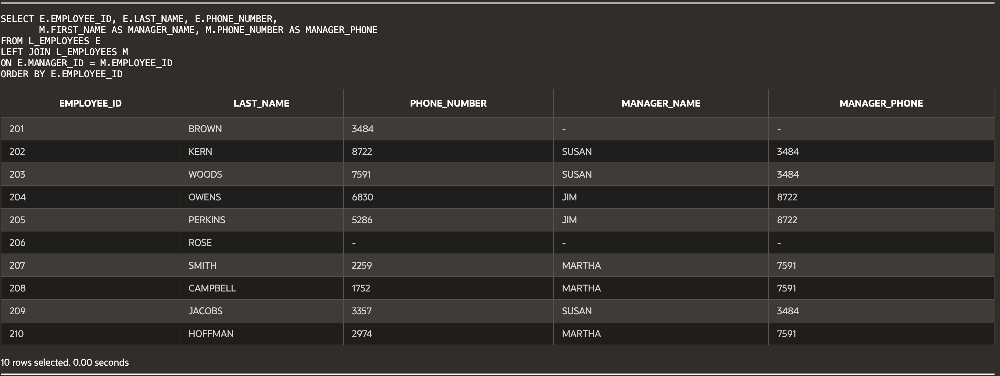 SELECT E.EMPLOYEE_ID, E.LAST_NAME, E.PHONE_NUMBER,
       M.FIRST_NAME AS MANAGER_NAME, M.PHONE_NUMBER AS MANAGER_PHONE
FROM L_EMPLOYEES E
LEFT JOIN L_EMPLOYEES M
ON E.MANAGER_ID = M.EMPLOYEE_ID
ORDER BY E.EMPLOYEE_ID
EMPLOYEE_ID LAST_NAME PHONE_NUMBER MANAGER_NAME MANAGER_PHONE
201 BROWN 3484 - -
202 KERN 8722 SUSAN 3484
203 WOODS 7591 SUSAN 3484
204 OWENS 6830 JIM 8722
205 PERKINS 5286 JIM 8722
206 ROSE - - -
207 SMITH 2259 MARTHA 7591
208 CAMPBELL 1752 MARTHA 7591
209 JACOBS 3357 SUSAN 3484
210 HOFFMAN 2974 MARTHA 7591
10 rows selected. 0.00 seconds